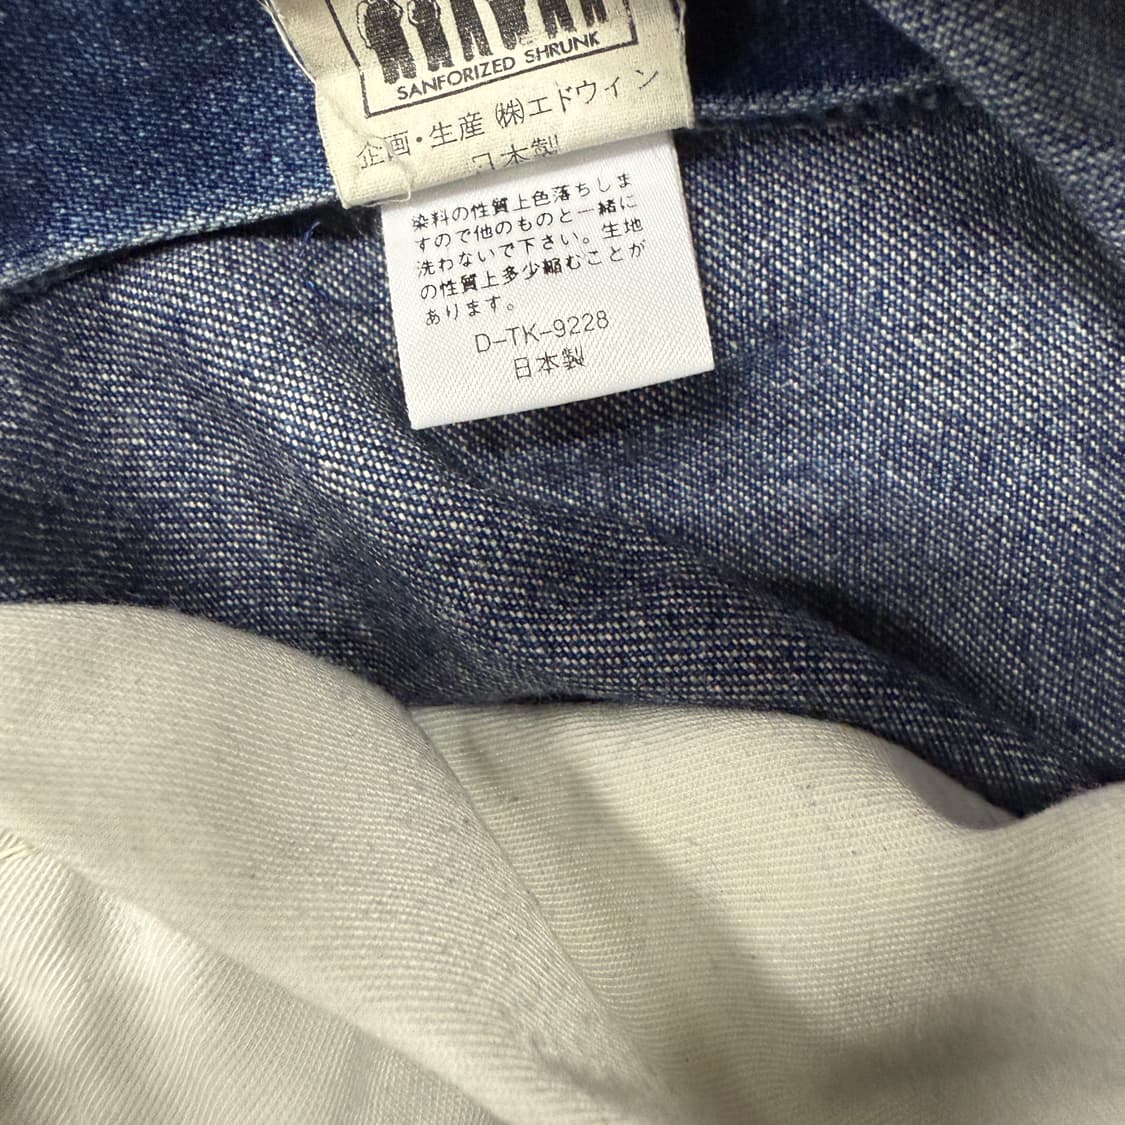 SANFORIZED SHRUNK
企画・生産 ㈱エドウィン
日本製
染料の性質上色落ちしま
すので他のものと一緒に
洗わないで下さい。生地
の性質上多少縮むことが
あります。
D-TK-9228
日本製